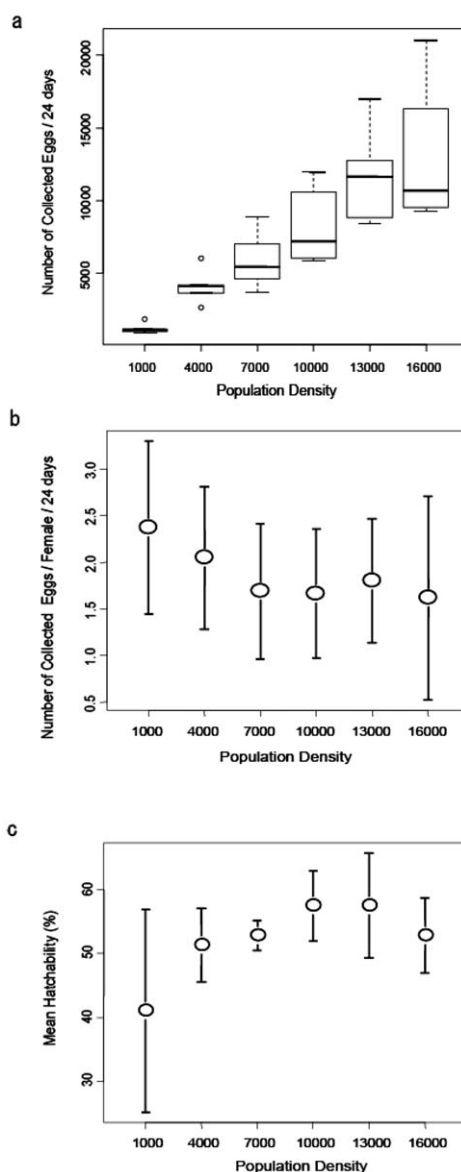 a
Number of Collected Eggs / 24 days
20000
15000
10000
5000
1000 4000 7000 10000 13000 16000
Population Density
b
Number of Collected Eggs / Female / 24 days
3.0
2.5
2.0
1.5
1.0
0.5
1000 4000 7000 10000 13000 16000
Population Density
c
Mean Hatchability (%)
60
50
40
30
1000 4000 7000 10000 13000 16000
Population Density